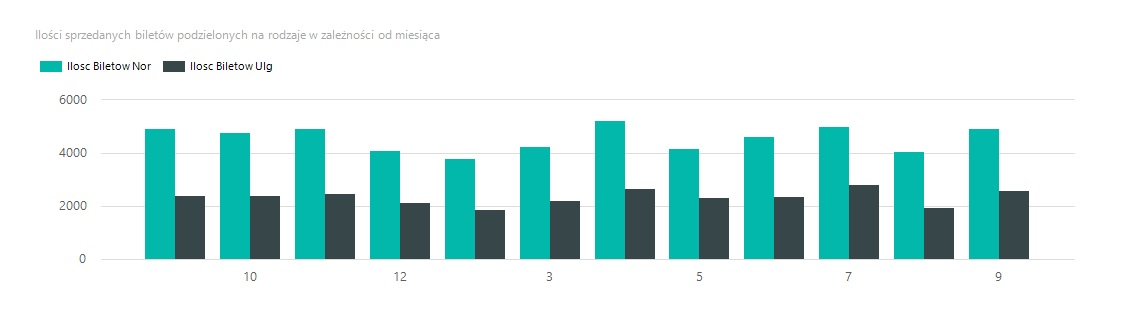 Ilości sprzedanych biletów podzielonych na rodzaje w zależności od miesiąca
Ilosc Biletow Nor Ilosc Biletow Ulg
6000
4000
2000
0
10 12 3 5 7 9